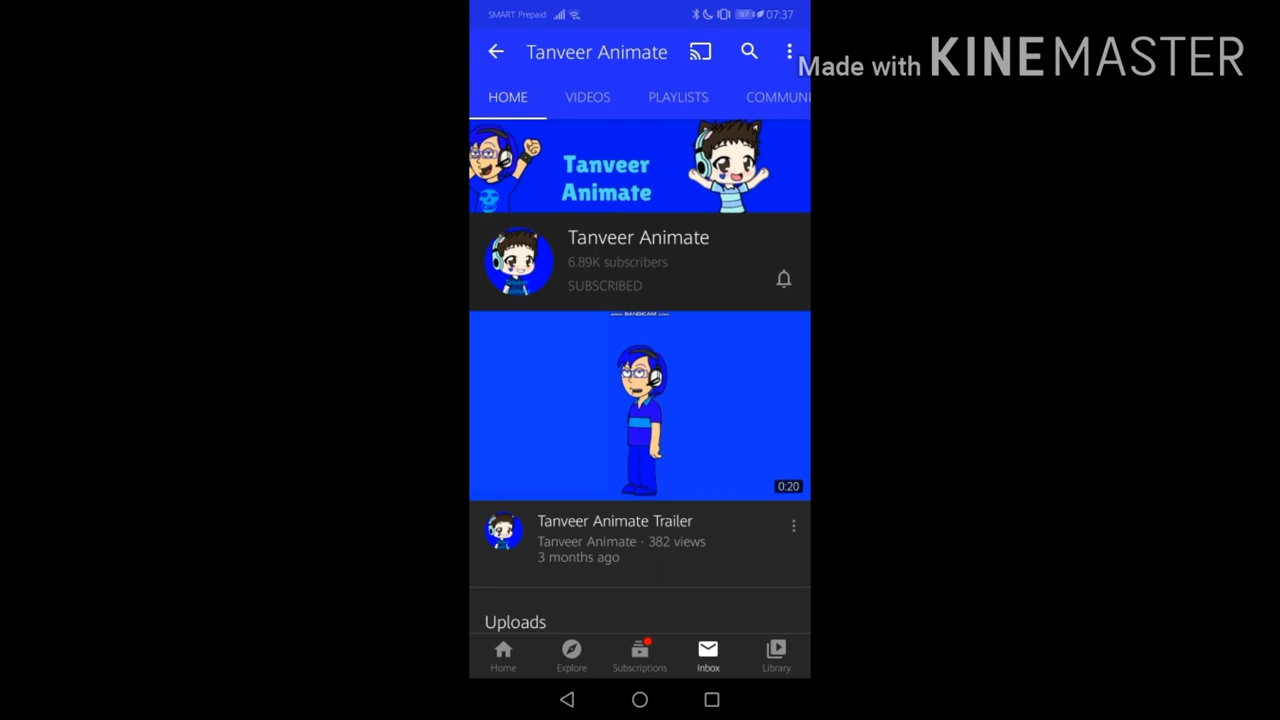 SMART Prepaid
97
07:37
Tanveer Animate
Made with KINEMASTER
HOME
VIDEOS
PLAYLISTS
COMMUNI
Tanveer
Animate
Tanveer Animate
6.89K subscribers
SUBSCRIBED
BANDICAM
0:20
Tanveer Animate Trailer
Tanveer Animate · 382 views
3 months ago
Uploads
Home
Explore
Subscriptions
Inbox
Library